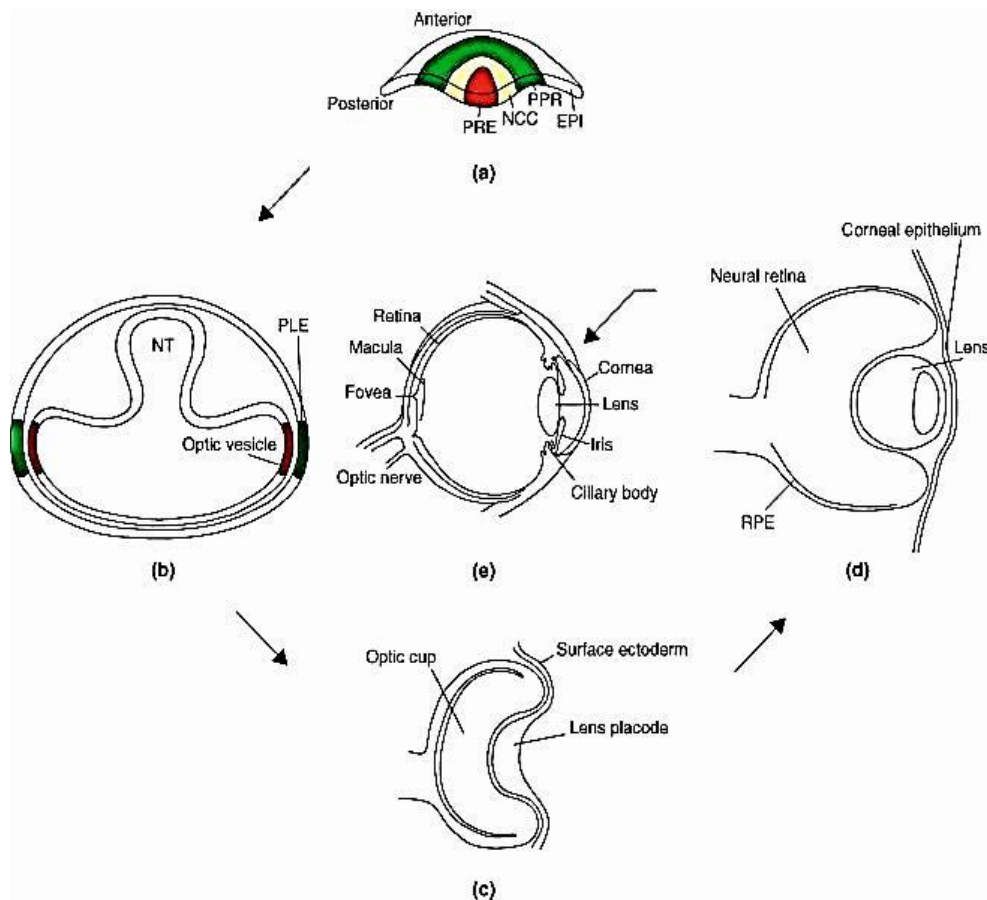 Anterior
Posterior
PRE
NCC
PPR
EPI
(a)
NT
PLE
Optic vesicle
(b)
Retina
Macula
Fovea
Optic nerve
Cornea
Lens
Iris
Ciliary body
(e)
Corneal epithelium
Neural retina
Lens
RPE
(d)
Optic cup
Surface ectoderm
Lens placode
(c)